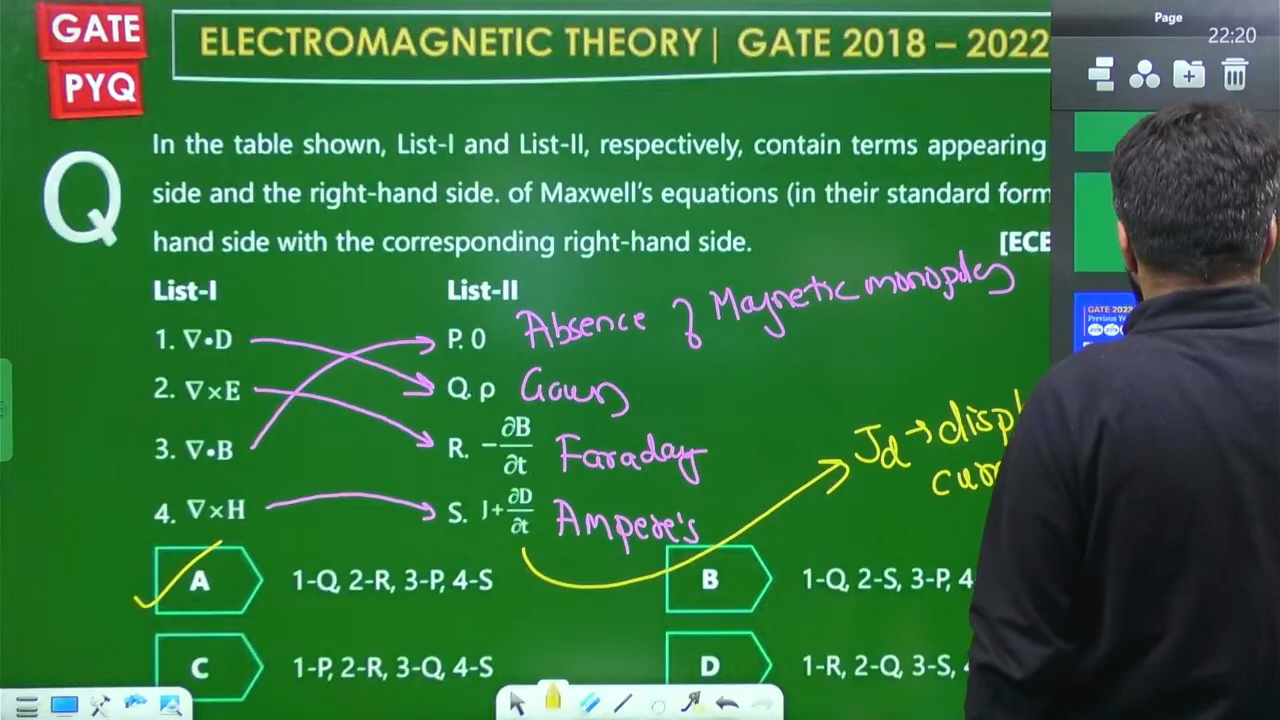 GATE
PYQ
ELECTROMAGNETIC THEORY| GATE 2018 – 2022
Page
22:20
Q
In the table shown, List-I and List-II, respectively, contain terms appearing
side and the right-hand side. of Maxwell's equations (in their standard form
hand side with the corresponding right-hand side.
[ECE
List-I
List-II
1. ∇•D
P. 0 Absence of Magnetic monopoles
2. ∇×E
Q. ρ Gauss
3. ∇•B
R. −∂B/∂t Faraday
4. ∇×H
S. J+∂D/∂t Ampere's
Jd → displ
curr
A 1-Q, 2-R, 3-P, 4-S
B 1-Q, 2-S, 3-P, 4
C 1-P, 2-R, 3-Q, 4-S
D 1-R, 2-Q, 3-S,
GATE 2023
Previous Ye